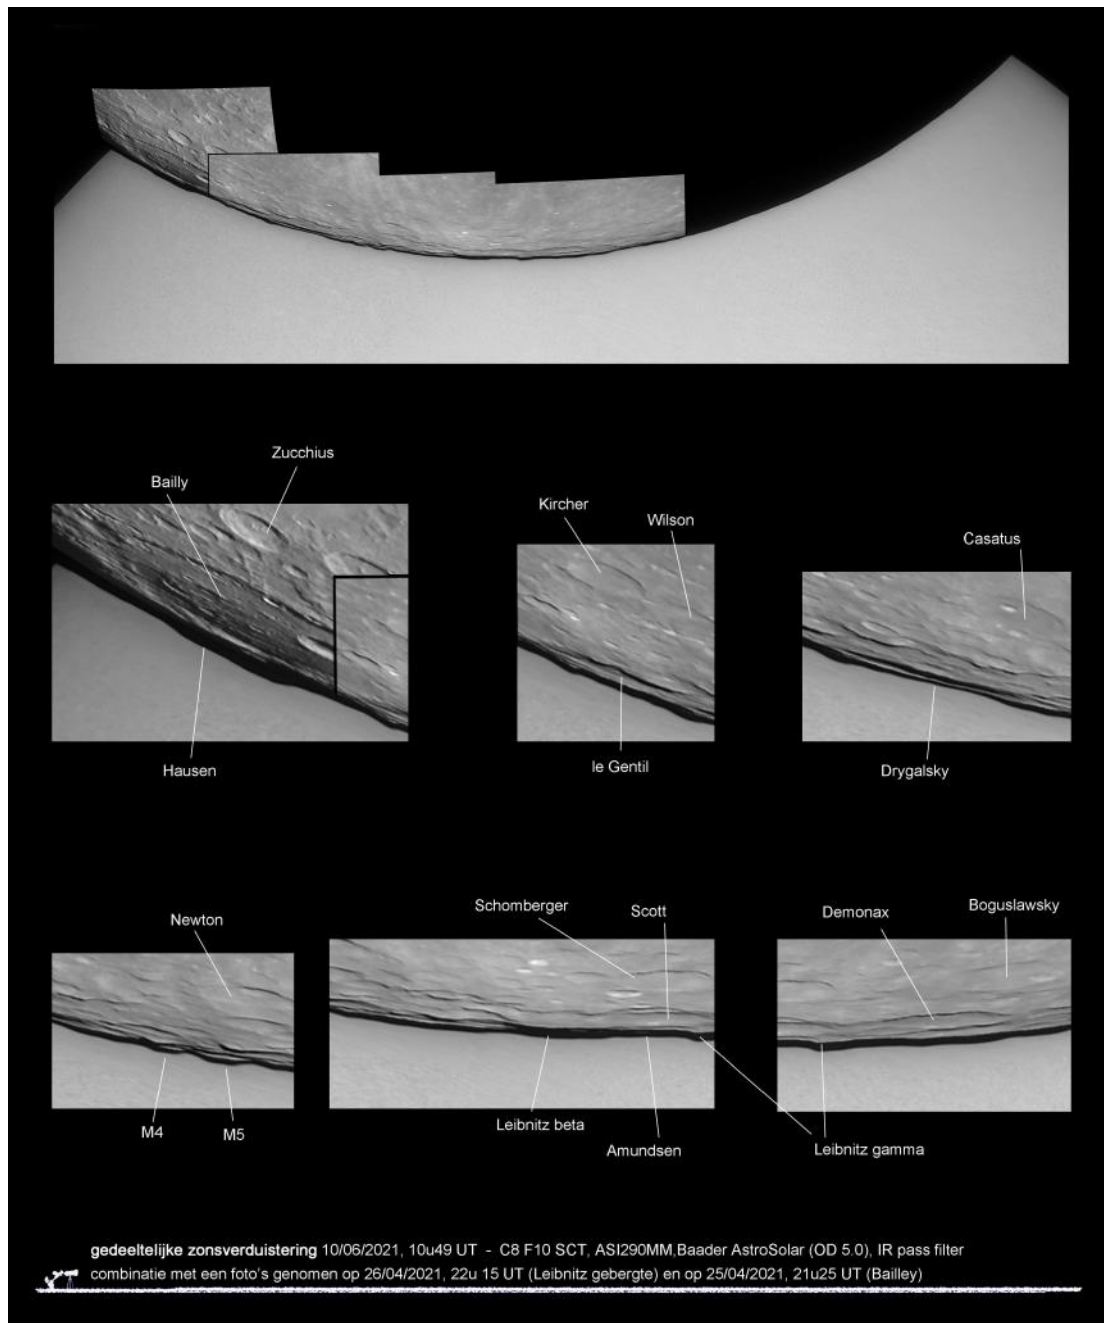 Zucchius
Bailly
Kircher
Wilson
Casatus
Hausen
le Gentil
Drygalsky
Newton
Schomberger
Scott
Demonax
Boguslawsky
M4
M5
Leibnitz beta
Amundsen
Leibnitz gamma
gedeeltelijke zonsverduistering 10/06/2021, 10u49 UT - C8 F10 SCT, ASI290MM,Baader AstroSolar (OD 5.0), IR pass filter
combinatie met een foto's genomen op 26/04/2021, 22u 15 UT (Leibnitz gebergte) en op 25/04/2021, 21u25 UT (Bailley)